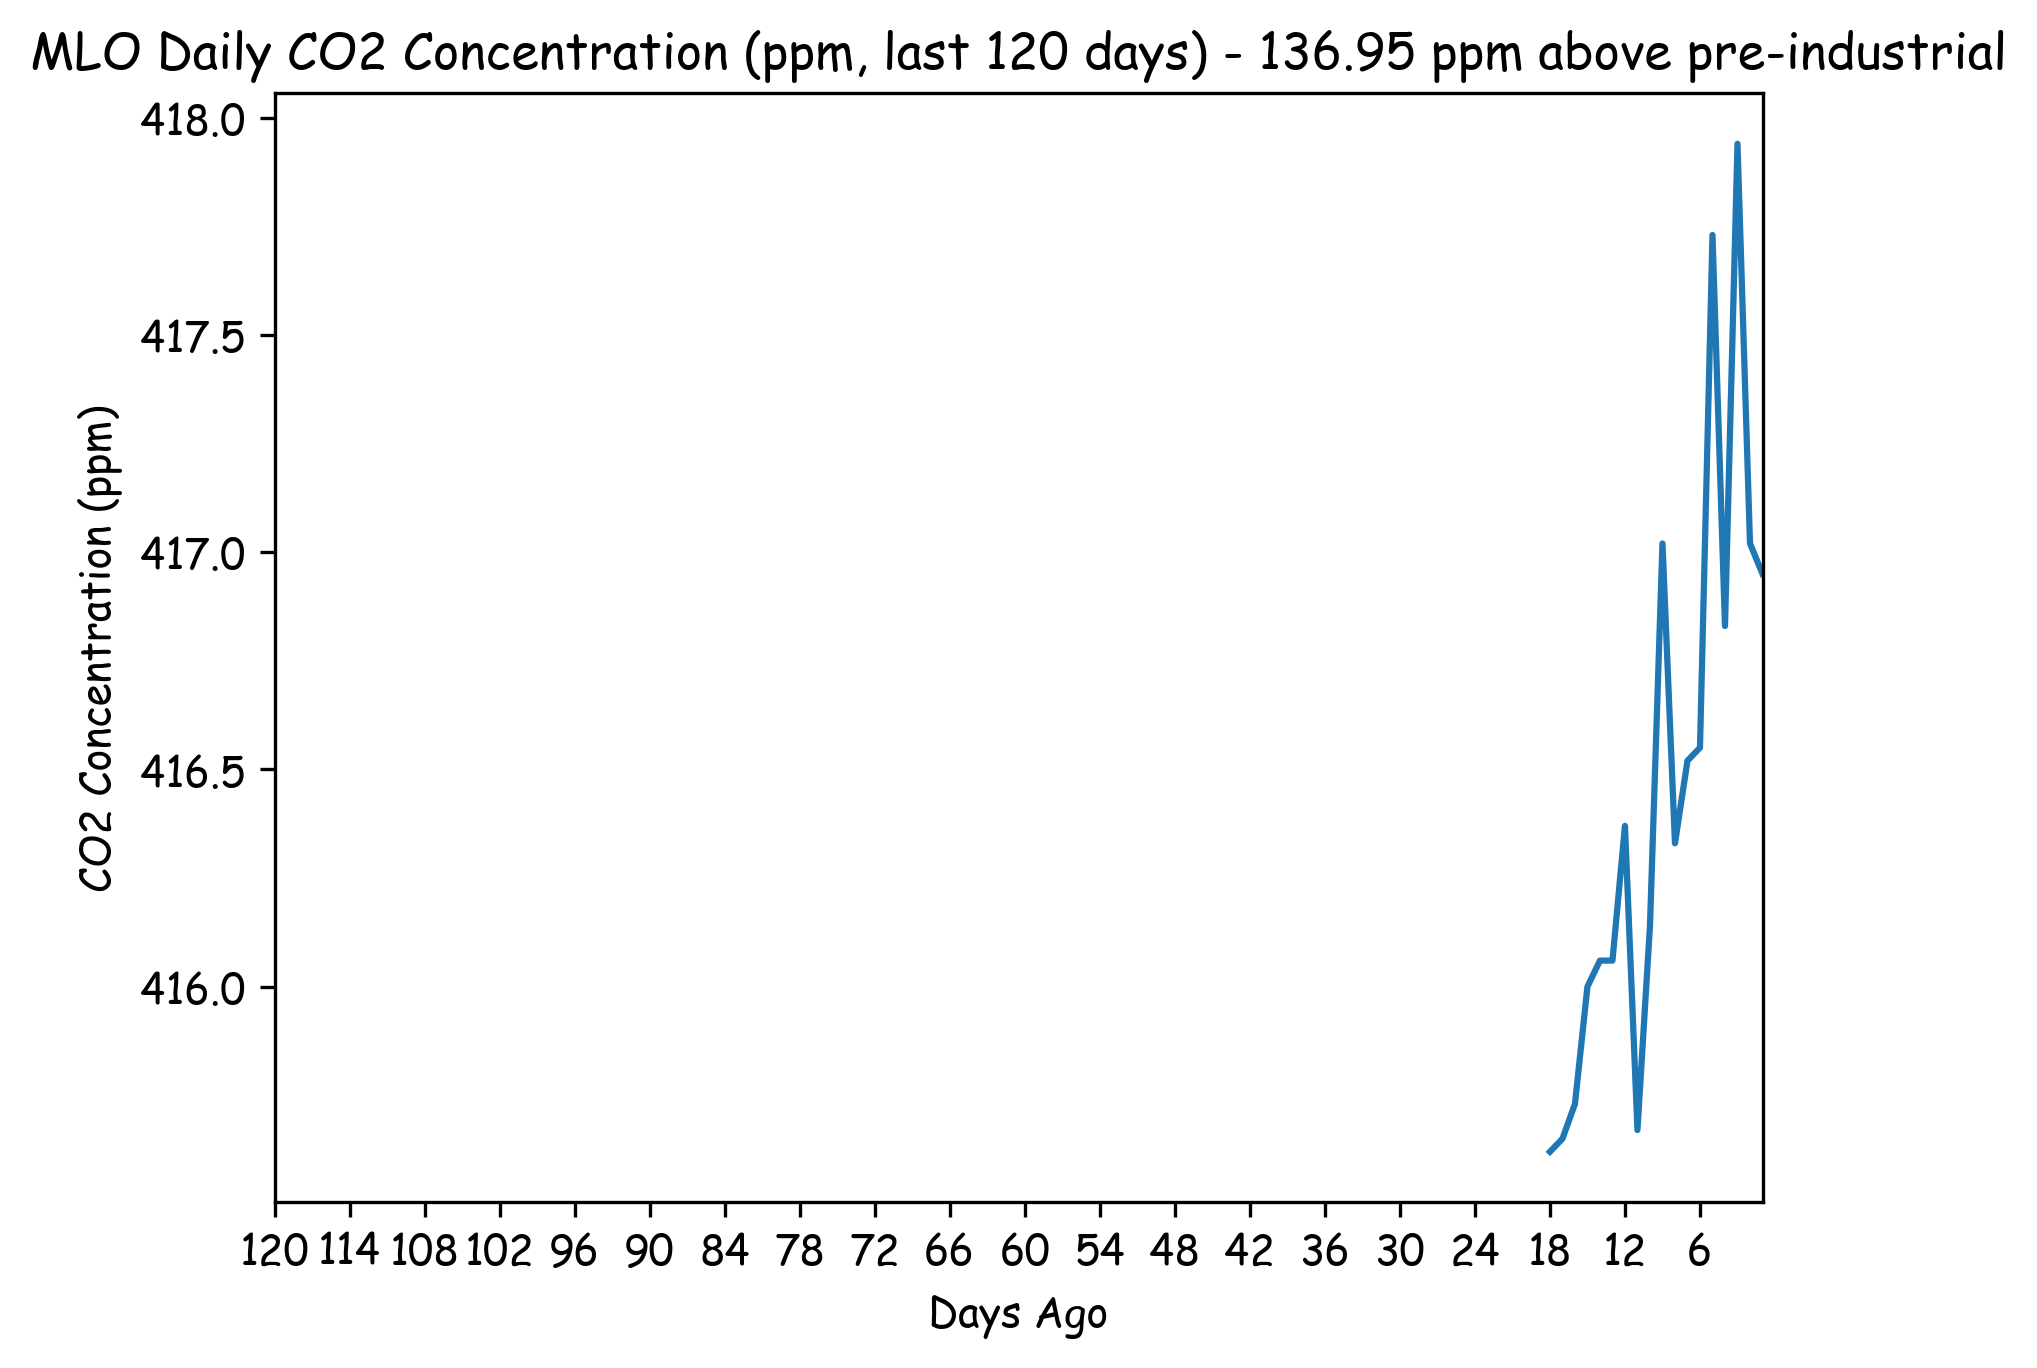 MLO Daily CO2 Concentration (ppm, last 120 days) - 136.95 ppm above pre-industrial
418.0
417.5
417.0
416.5
416.0
CO2 Concentration (ppm)
120 114 108 102 96 90 84 78 72 66 60 54 48 42 36 30 24 18 12 6
Days Ago